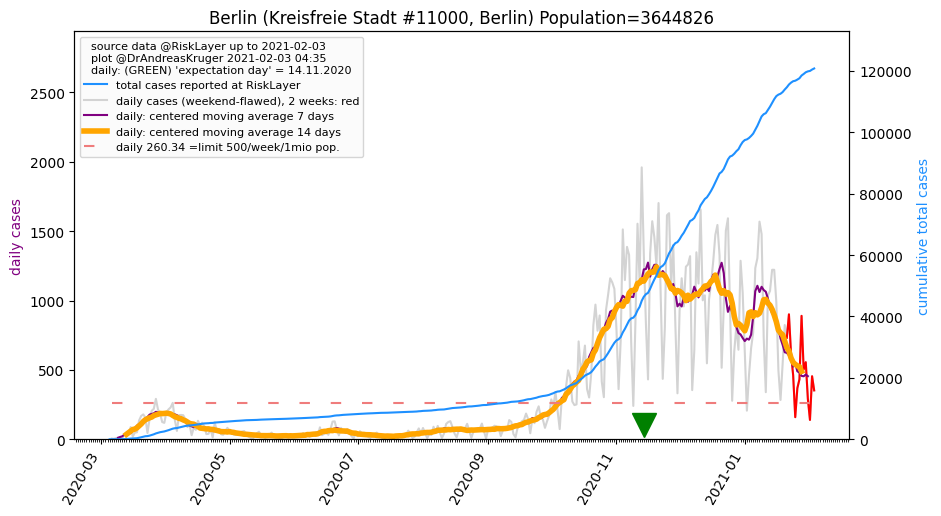 Berlin (Kreisfreie Stadt #11000, Berlin) Population=3644826
source data @RiskLayer up to 2021-02-03
plot @DrAndreasKruger 2021-02-03 04:35
daily: (GREEN) 'expectation day' = 14.11.2020
total cases reported at RiskLayer
daily cases (weekend-flawed), 2 weeks: red
daily: centered moving average 7 days
daily: centered moving average 14 days
daily 260.34 =limit 500/week/1mio pop.
daily cases
2500
2000
1500
1000
500
0
120000
100000
80000
60000
40000
20000
0
cumulative total cases
2020-03
2020-05
2020-07
2020-09
2020-11
2021-01